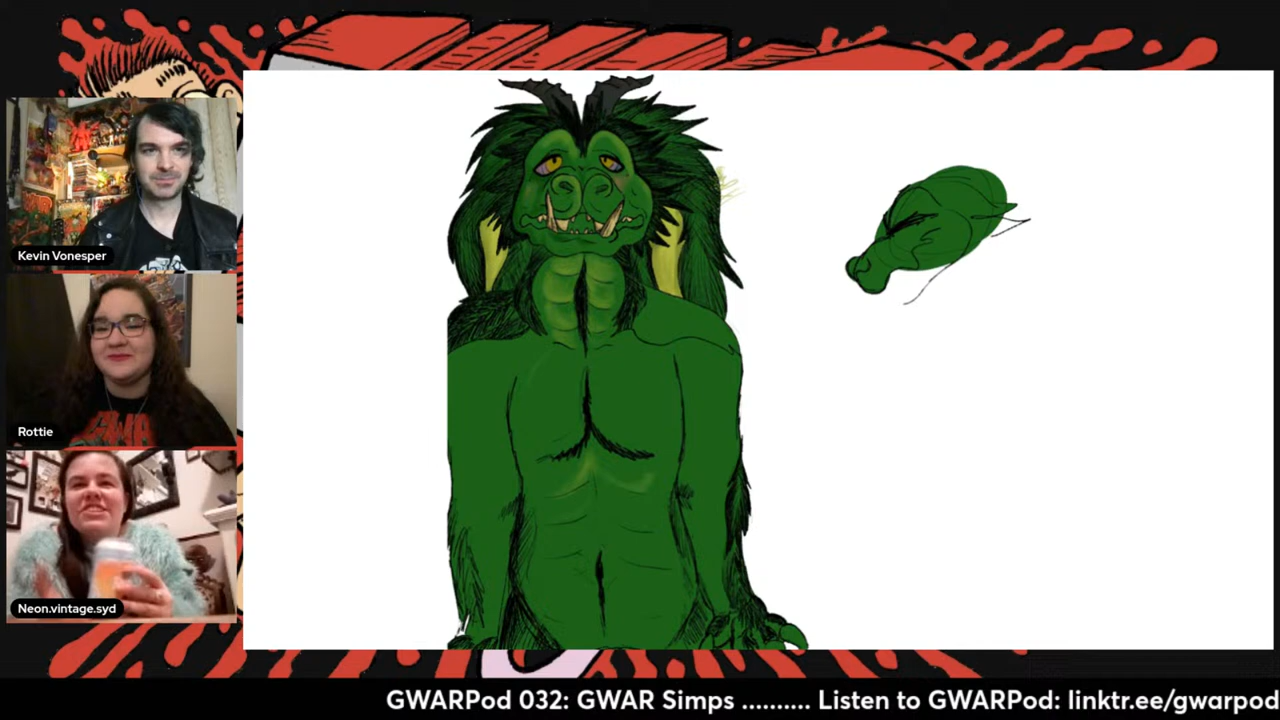 Kevin Vonesper
Rottie
Neon.vintage.syd
GWARPod 032: GWAR Simps .......... Listen to GWARPod: linktr.ee/gwarpod